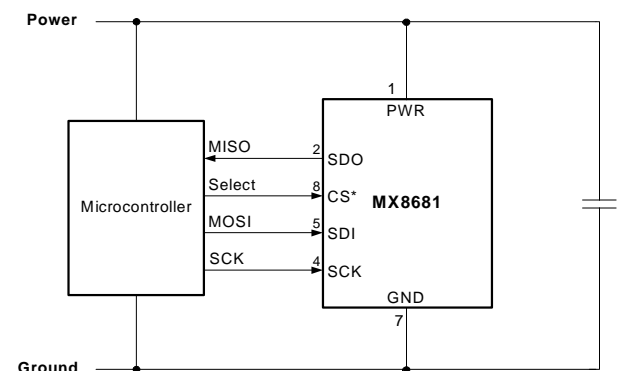 Power
1
PWR
MISO
2
SDO
Select
8
CS*
MX8681
Microcontroller
MOSI
5
SDI
SCK
4
SCK
GND
7
Ground